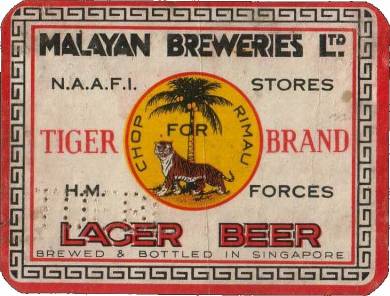 MALAYAN BREWERIES LTD.
N.A.A.F.I. STORES
CHOP RIMAU
TIGER FOR BRAND
H.M. FORCES
LAGER BEER
BREWED & BOTTLED IN SINGAPORE